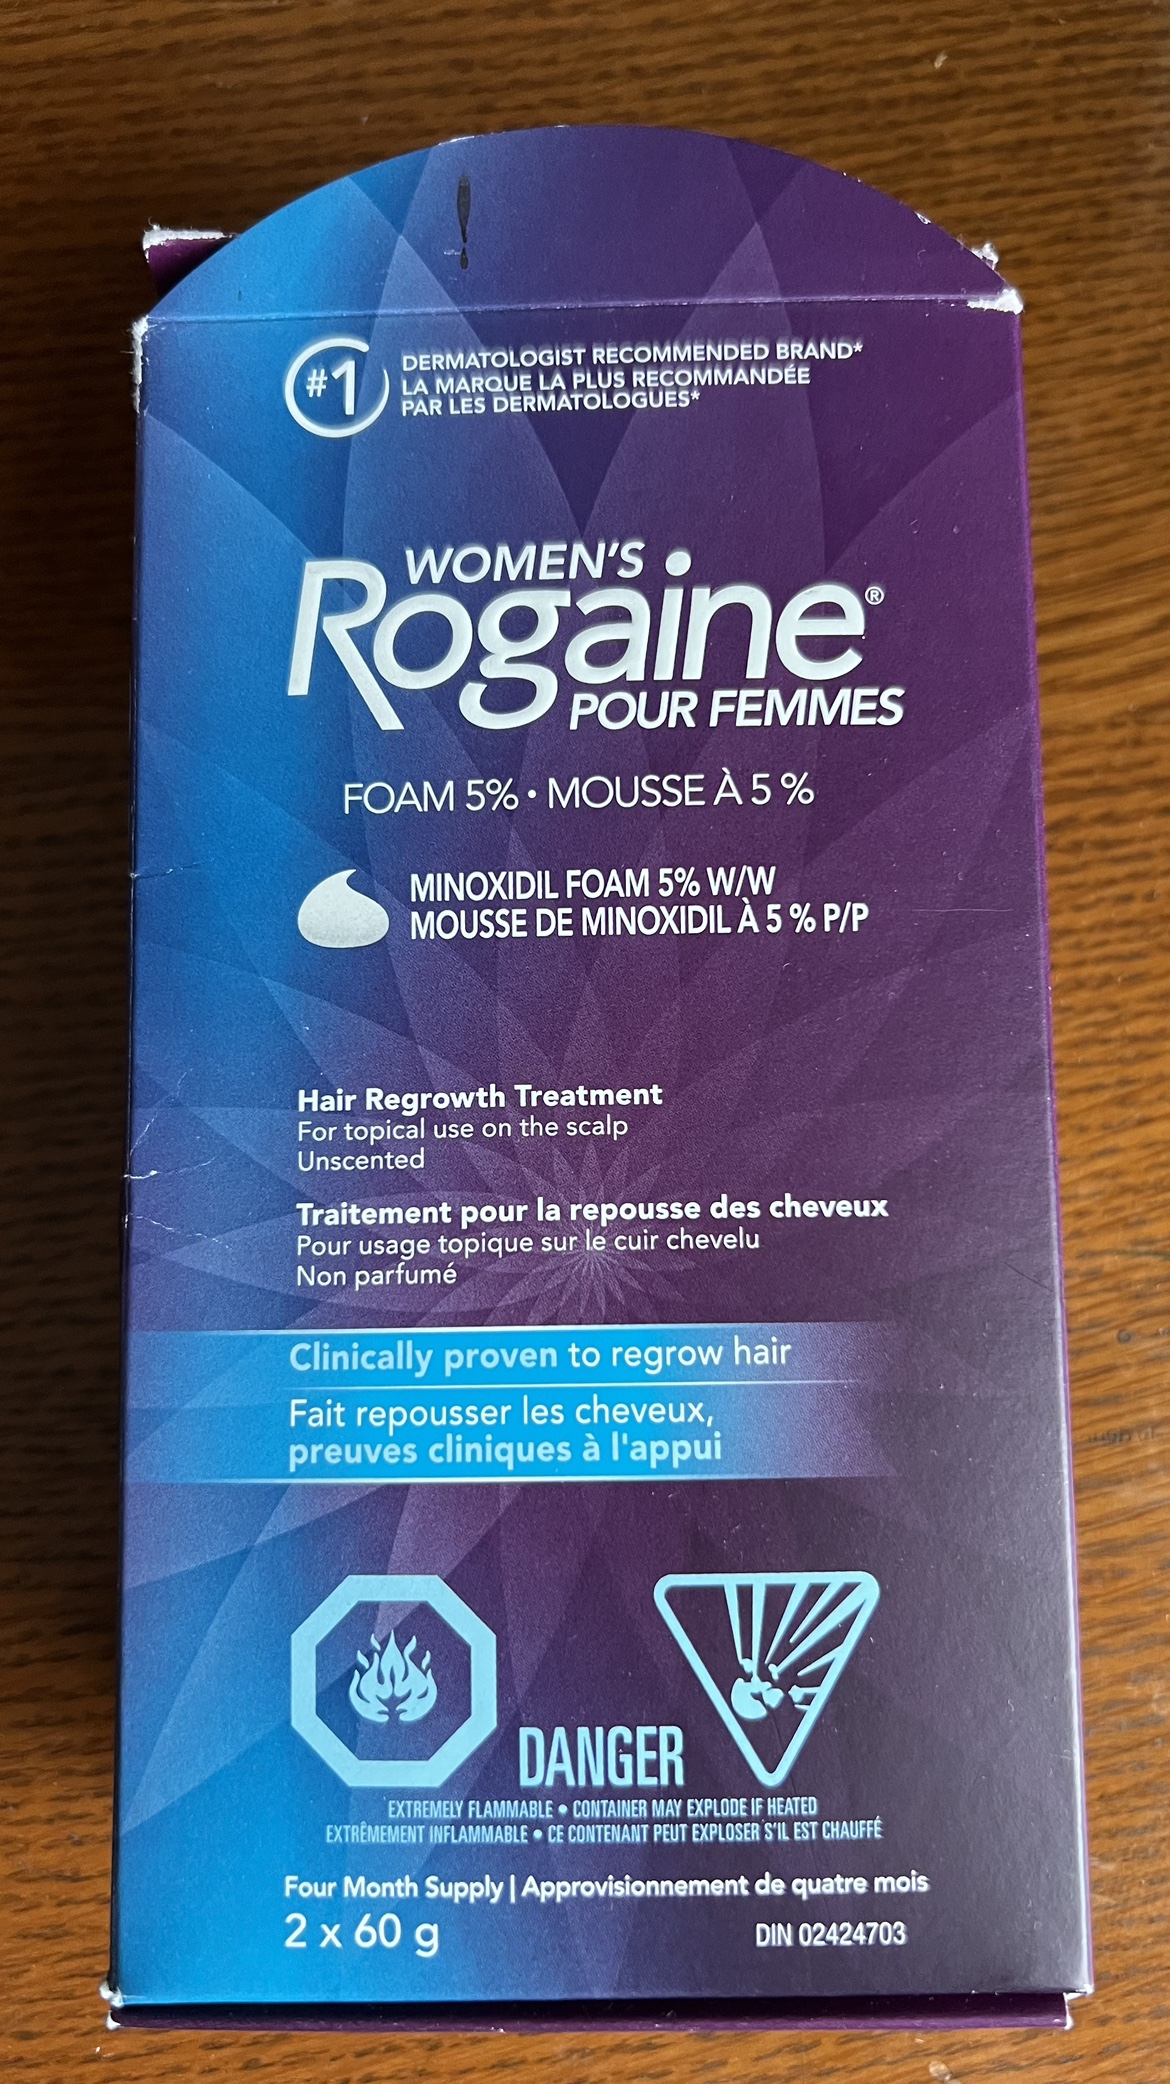 #1
DERMATOLOGIST RECOMMENDED BRAND*
LA MARQUE LA PLUS RECOMMANDÉE
PAR LES DERMATOLOGUES*
WOMEN'S
Rogaine®
POUR FEMMES
FOAM 5% • MOUSSE À 5 %
MINOXIDIL FOAM 5% W/W
MOUSSE DE MINOXIDIL À 5 % P/P
Hair Regrowth Treatment
For topical use on the scalp
Unscented
Traitement pour la repousse des cheveux
Pour usage topique sur le cuir chevelu
Non parfumé
Clinically proven to regrow hair
Fait repousser les cheveux,
preuves cliniques à l'appui
DANGER
EXTREMELY FLAMMABLE • CONTAINER MAY EXPLODE IF HEATED
EXTRÊMEMENT INFLAMMABLE • CE CONTENANT PEUT EXPLOSER S'IL EST CHAUFFÉ
Four Month Supply | Approvisionnement de quatre mois
2 x 60 g
DIN 02424703